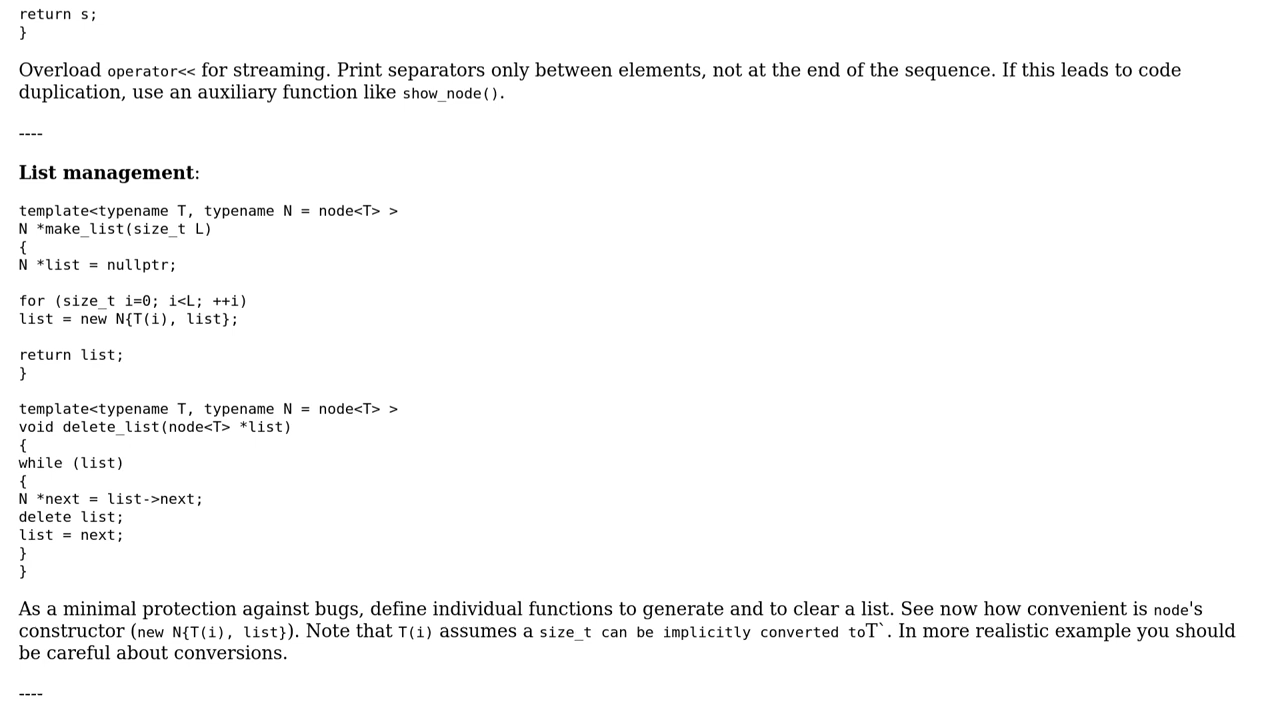 return s;
}
Overload operator<< for streaming. Print separators only between elements, not at the end of the sequence. If this leads to code
duplication, use an auxiliary function like show_node().
----
List management:
template<typename T, typename N = node<T> >
N *make_list(size_t L)
{
N *list = nullptr;
for (size_t i=0; i<L; ++i)
list = new N{T(i), list};
return list;
}
template<typename T, typename N = node<T> >
void delete_list(node<T> *list)
{
while (list)
{
N *next = list->next;
delete list;
list = next;
}
}
As a minimal protection against bugs, define individual functions to generate and to clear a list. See now how convenient is node's
constructor (new N{T(i), list}). Note that T(i) assumes a size_t can be implicitly converted toT`. In more realistic example you should
be careful about conversions.
----